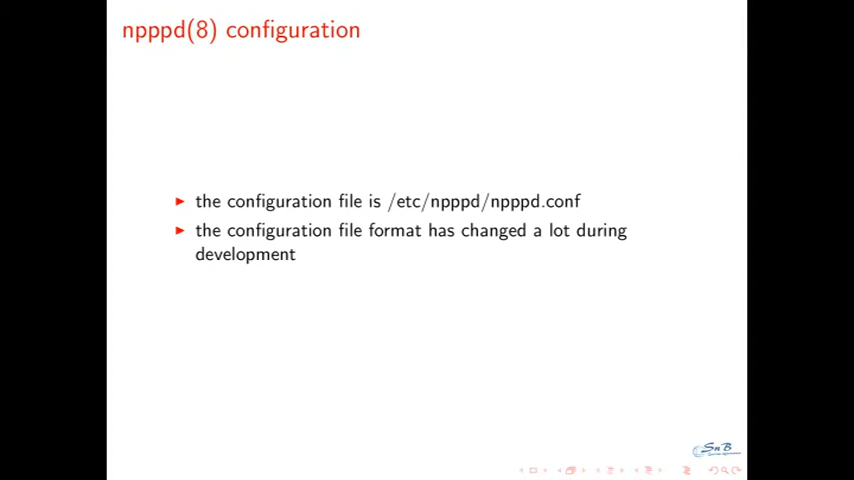 npppd(8) configuration
the configuration file is /etc/npppd/npppd.conf
the configuration file format has changed a lot during
development
SnB